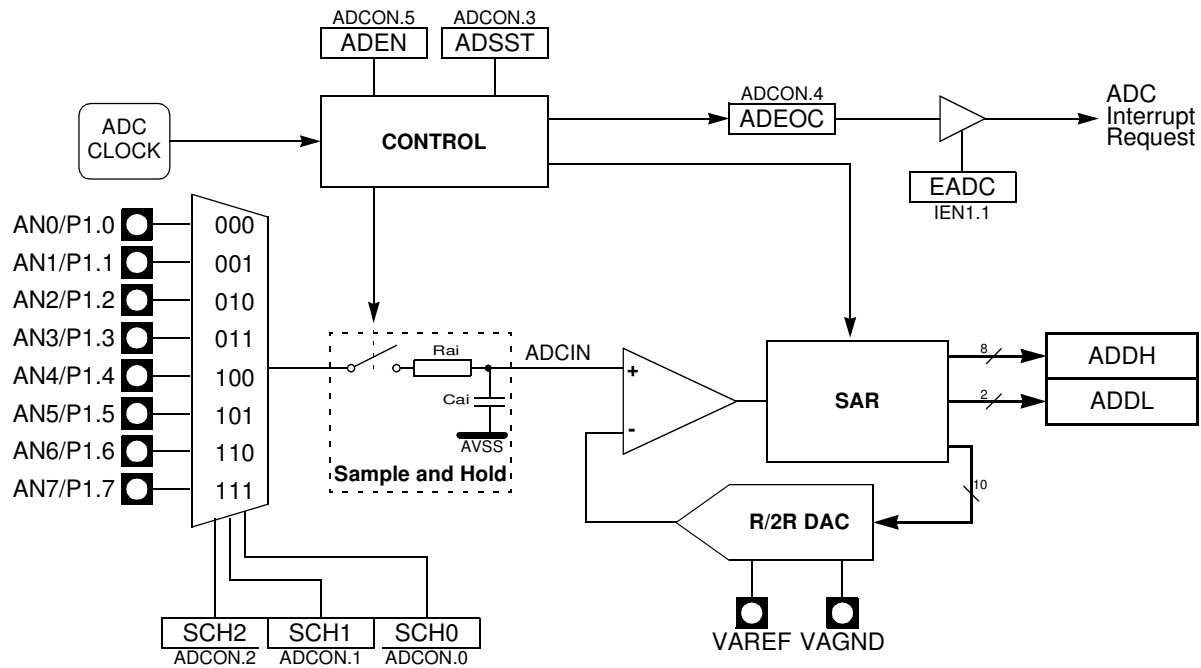 ADCON.5
ADEN
ADCON.3
ADSST
ADC
CLOCK
CONTROL
ADCON.4
ADEOC
ADC
Interrupt
Request
EADC
IEN1.1
AN0/P1.0
000
AN1/P1.1
001
AN2/P1.2
010
AN3/P1.3
011
AN4/P1.4
100
AN5/P1.5
101
AN6/P1.6
110
AN7/P1.7
111
Rai
Cai
AVSS
Sample and Hold
ADCIN
+
-
SAR
8
ADDH
2
ADDL
10
R/2R DAC
VAREF
VAGND
SCH2
SCH1
SCH0
ADCON.2
ADCON.1
ADCON.0